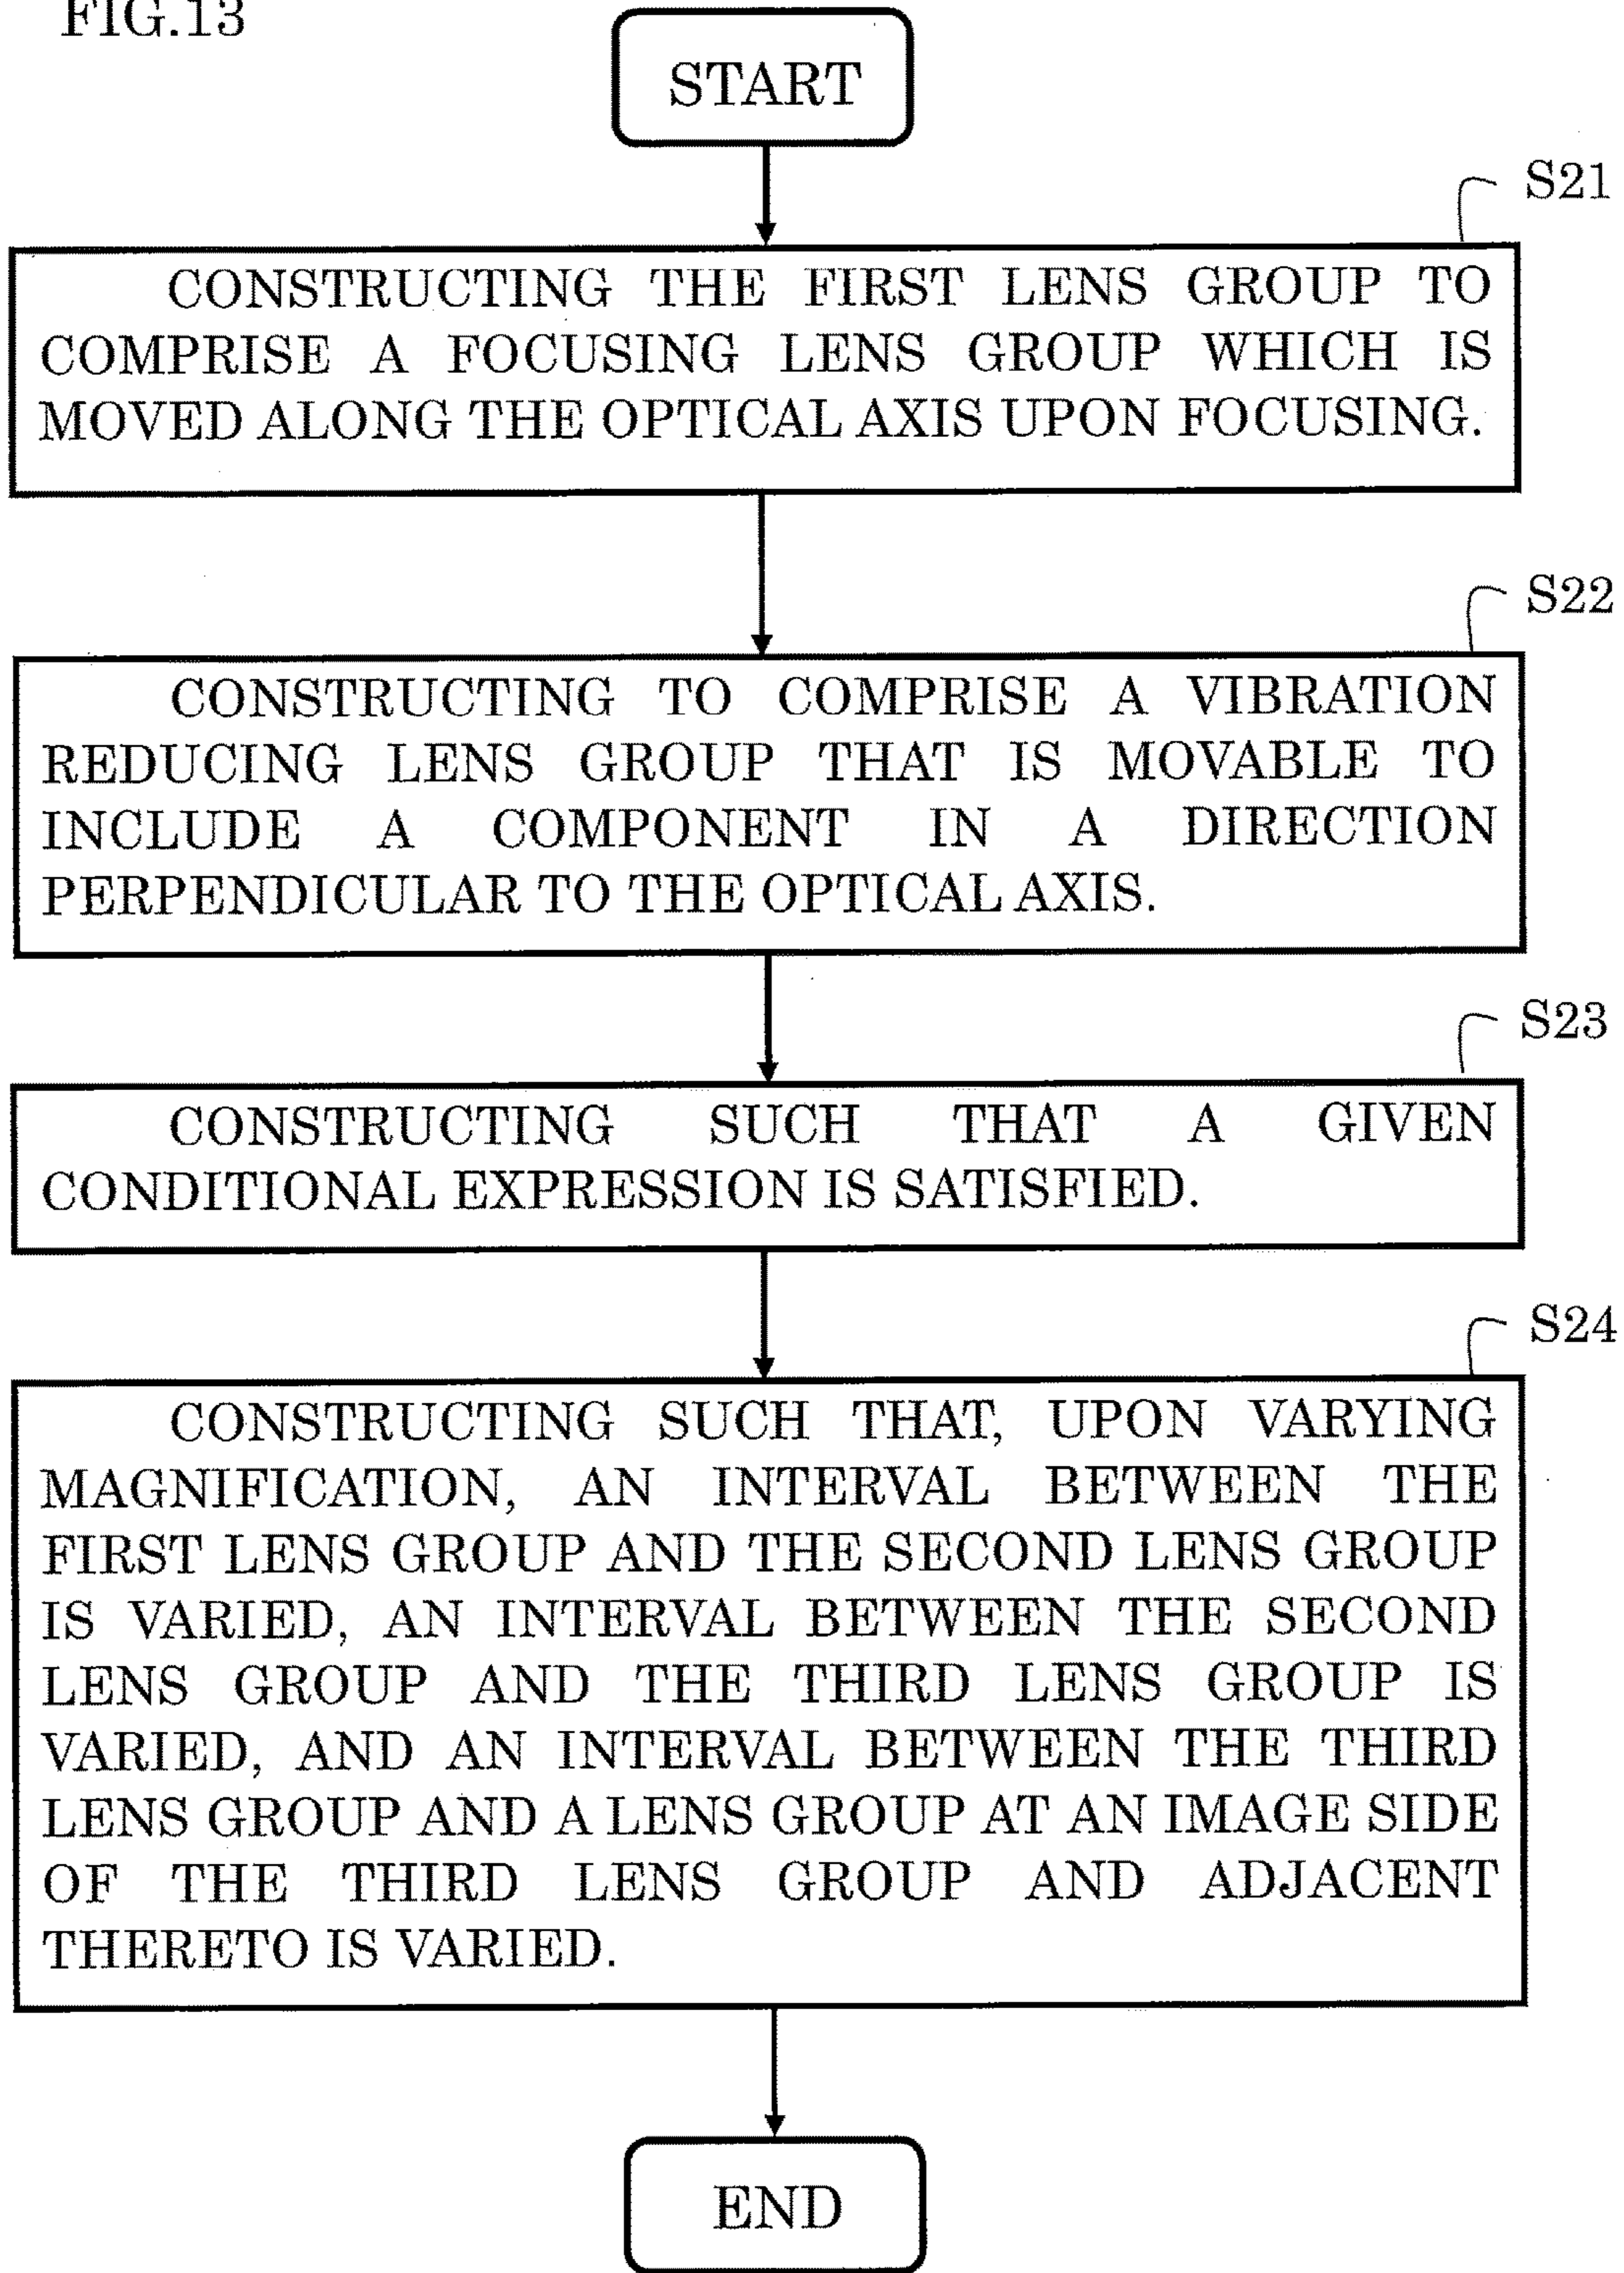 FIG.13
START
S21
CONSTRUCTING THE FIRST LENS GROUP TO
COMPRISE A FOCUSING LENS GROUP WHICH IS
MOVED ALONG THE OPTICAL AXIS UPON FOCUSING.
S22
CONSTRUCTING TO COMPRISE A VIBRATION
REDUCING LENS GROUP THAT IS MOVABLE TO
INCLUDE A COMPONENT IN A DIRECTION
PERPENDICULAR TO THE OPTICAL AXIS.
S23
CONSTRUCTING SUCH THAT A GIVEN
CONDITIONAL EXPRESSION IS SATISFIED.
S24
CONSTRUCTING SUCH THAT, UPON VARYING
MAGNIFICATION, AN INTERVAL BETWEEN THE
FIRST LENS GROUP AND THE SECOND LENS GROUP
IS VARIED, AN INTERVAL BETWEEN THE SECOND
LENS GROUP AND THE THIRD LENS GROUP IS
VARIED, AND AN INTERVAL BETWEEN THE THIRD
LENS GROUP AND A LENS GROUP AT AN IMAGE SIDE
OF THE THIRD LENS GROUP AND ADJACENT
THERETO IS VARIED.
END